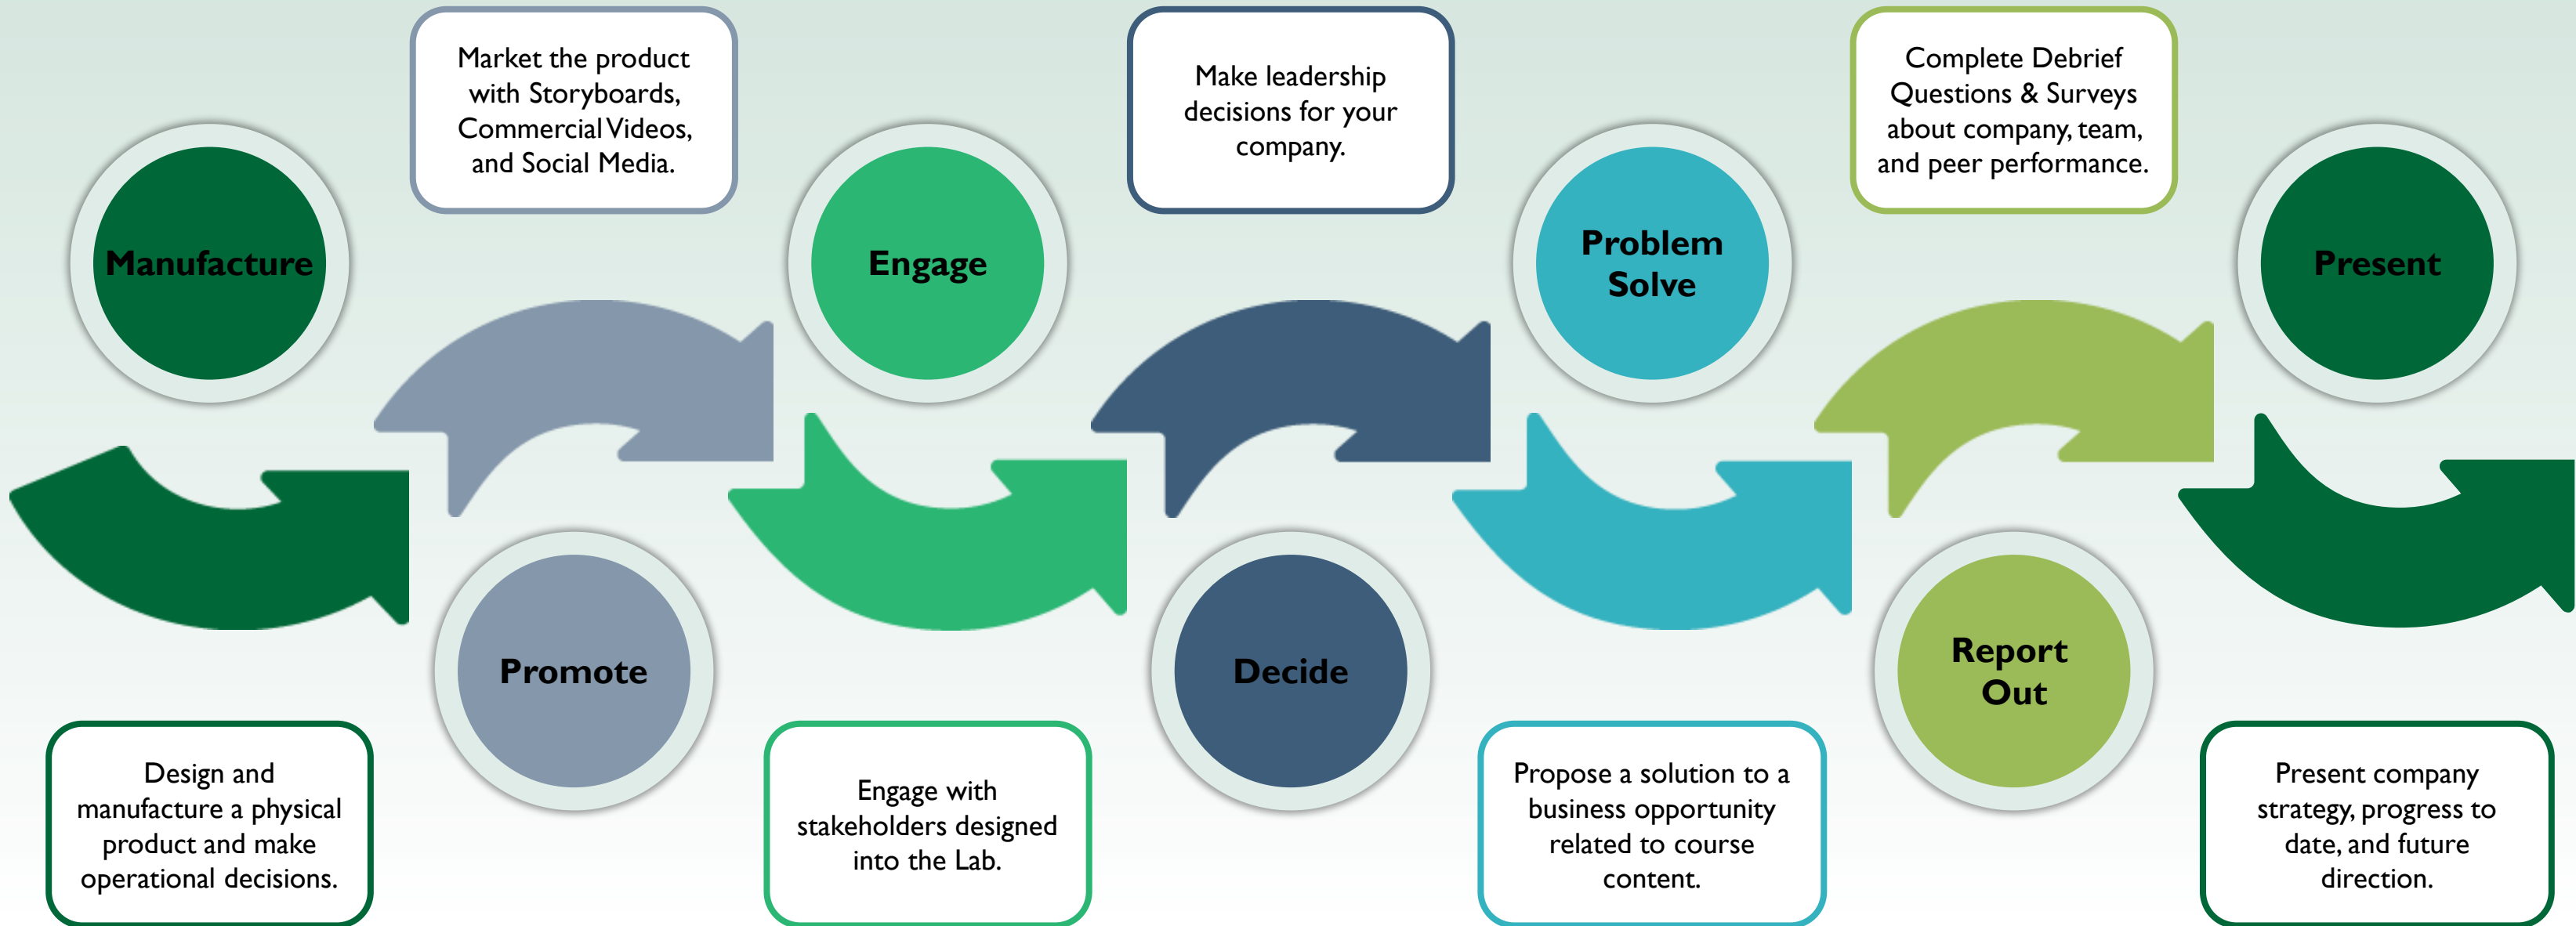 Manufacture
Design and
manufacture a physical
product and make
operational decisions.
Market the product
with Storyboards,
Commercial Videos,
and Social Media.
Promote
Engage
Engage with
stakeholders designed
into the Lab.
Make leadership
decisions for your
company.
Decide
Problem
Solve
Propose a solution to a
business opportunity
related to course
content.
Complete Debrief
Questions & Surveys
about company, team,
and peer performance.
Report
Out
Present
Present company
strategy, progress to
date, and future
direction.